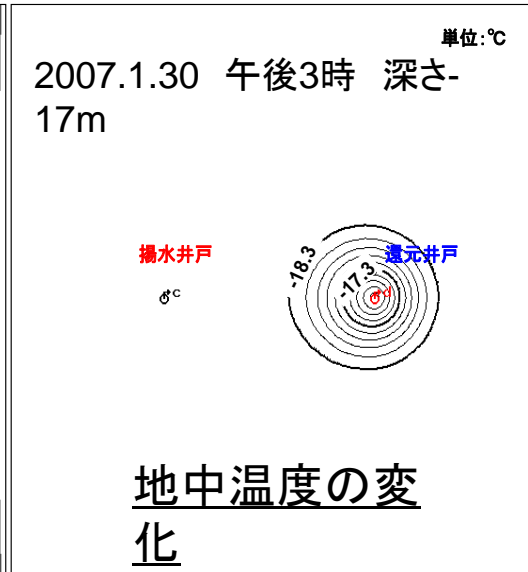 単位:℃
2007.1.30 午後3時 深さ-
17m
揚水井戸
還元井戸
-18.3
-17.3
c
d
地中温度の変
化